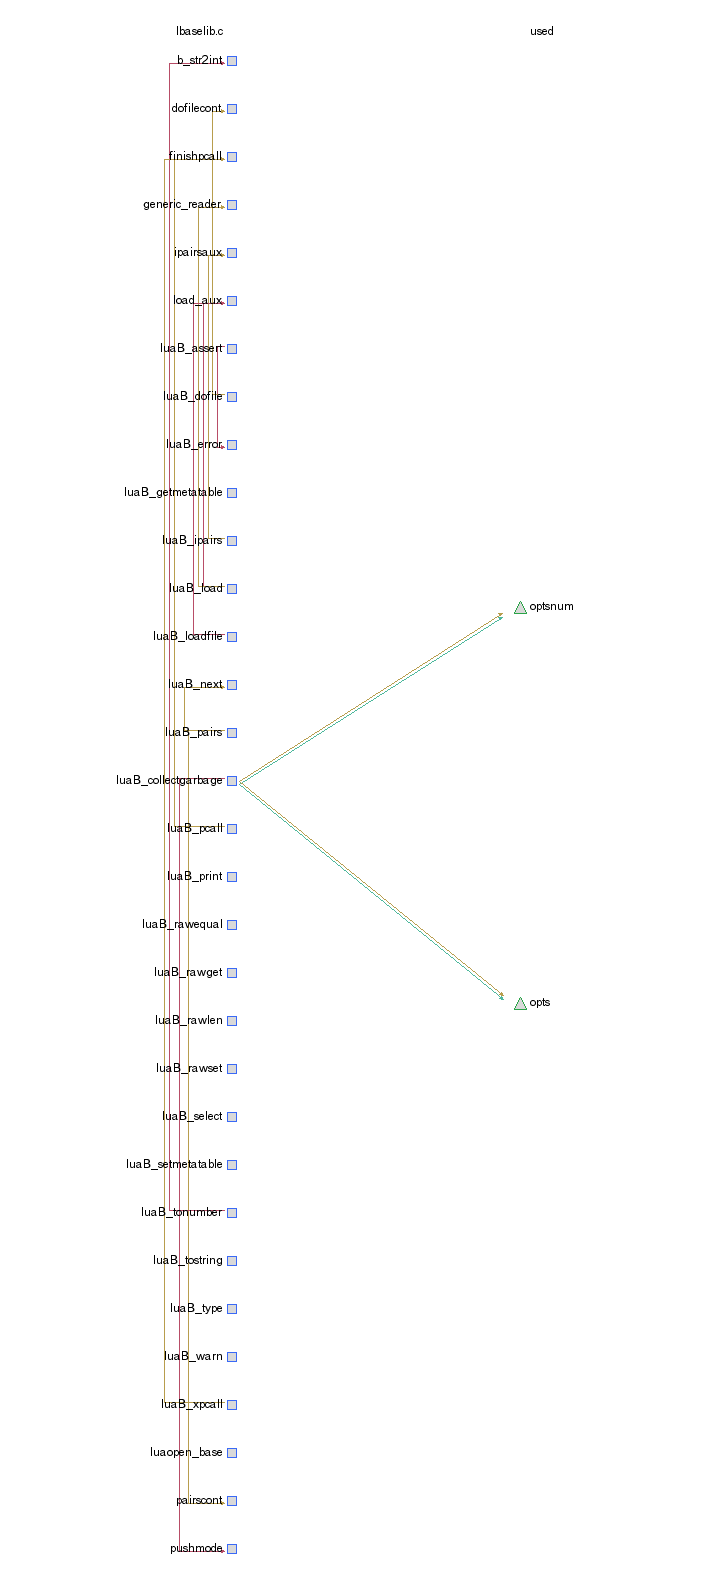 lbaselib.c used
b_str2int
dofilecont
finishpcall
generic_reader
ipairsaux
load_aux
luaB_assert
luaB_dofile
luaB_error
luaB_getmetatable
luaB_ipairs
luaB_load
optsnum
luaB_loadfile
luaB_next
luaB_pairs
luaB_collectgarbage
luaB_pcall
luaB_print
luaB_rawequal
luaB_rawget
opts
luaB_rawlen
luaB_rawset
luaB_select
luaB_setmetatable
luaB_tonumber
luaB_tostring
luaB_type
luaB_warn
luaB_xpcall
luaopen_base
pairscont
pushmode